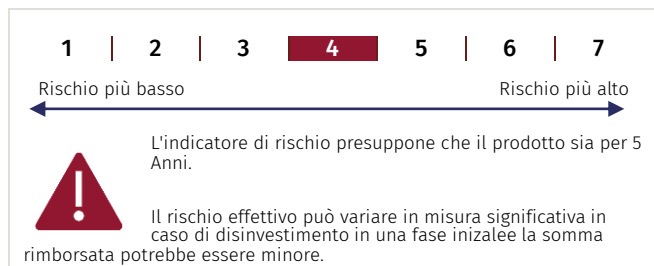 1 2 3 4 5 6 7
Rischio più basso Rischio più alto
L'indicatore di rischio presuppone che il prodotto sia per 5
Anni.
Il rischio effettivo può variare in misura significativa in
caso di disinvestimento in una fase inizalee la somma
rimborsata potrebbe essere minore.